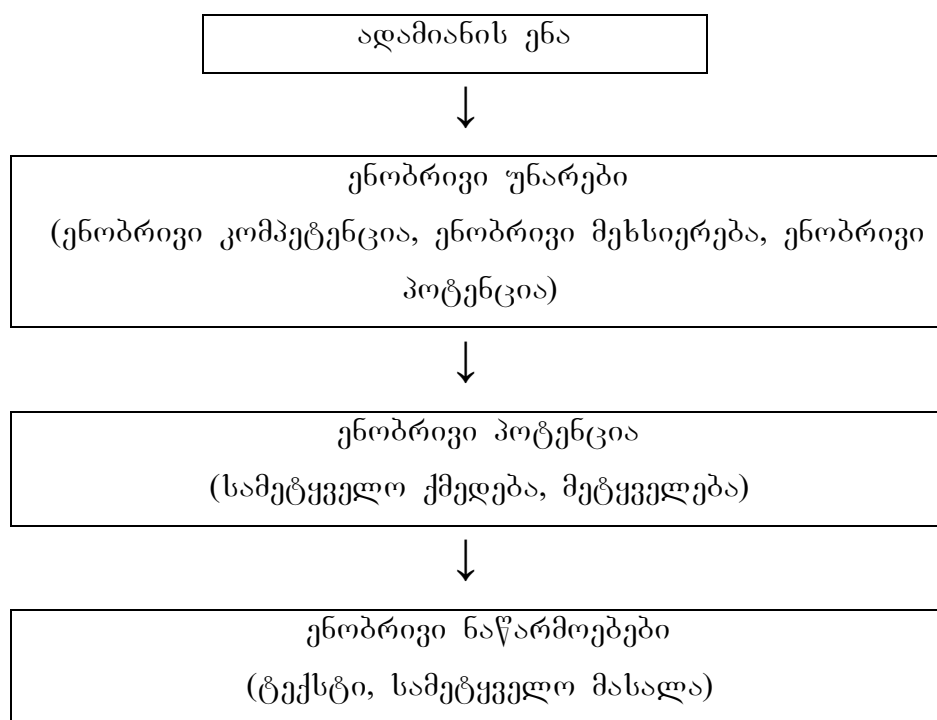 ადამიანის ენა
↓
ენობრივი უნარები
(ენობრივი კომპეტენცია, ენობრივი მეხსიერება, ენობრივი
პოტენცია)
↓
ენობრივი პოტენცია
(სამეტყველო ქმედება, მეტყველება)
↓
ენობრივი ნაწარმოებები
(ტექსტი, სამეტყველო მასალა)